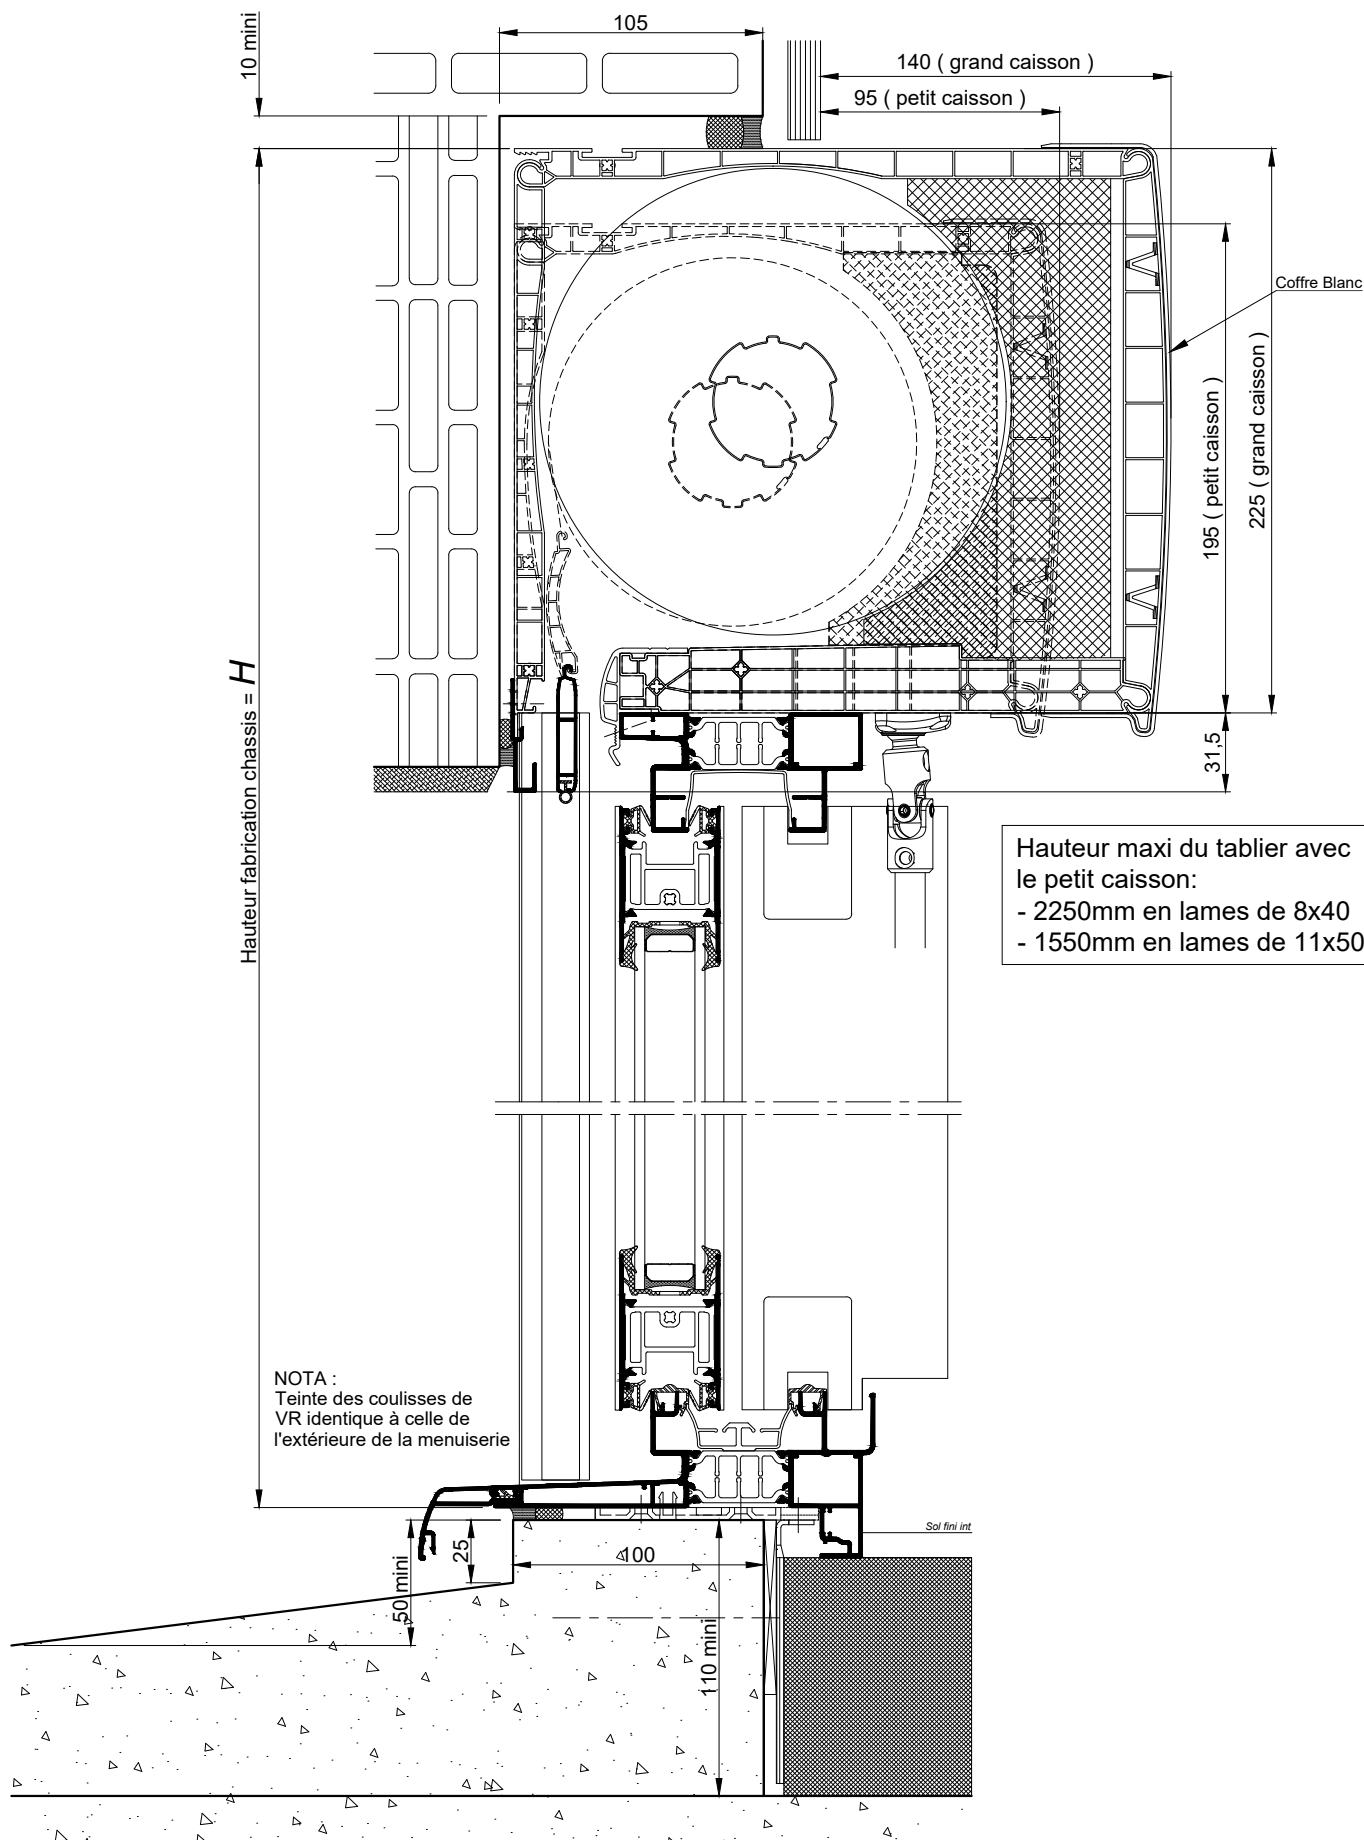 105
10 mini
140 ( grand caisson )
95 ( petit caisson )
Coffre Blanc
195 ( petit caisson )
225 ( grand caisson )
31,5
Hauteur fabrication chassis = H
Hauteur maxi du tablier avec
le petit caisson:
- 2250mm en lames de 8x40
- 1550mm en lames de 11x50
NOTA :
Teinte des coulisses de
VR identique à celle de
l'extérieure de la menuiserie
Sol fini int
25
100
50 mini
110 mini